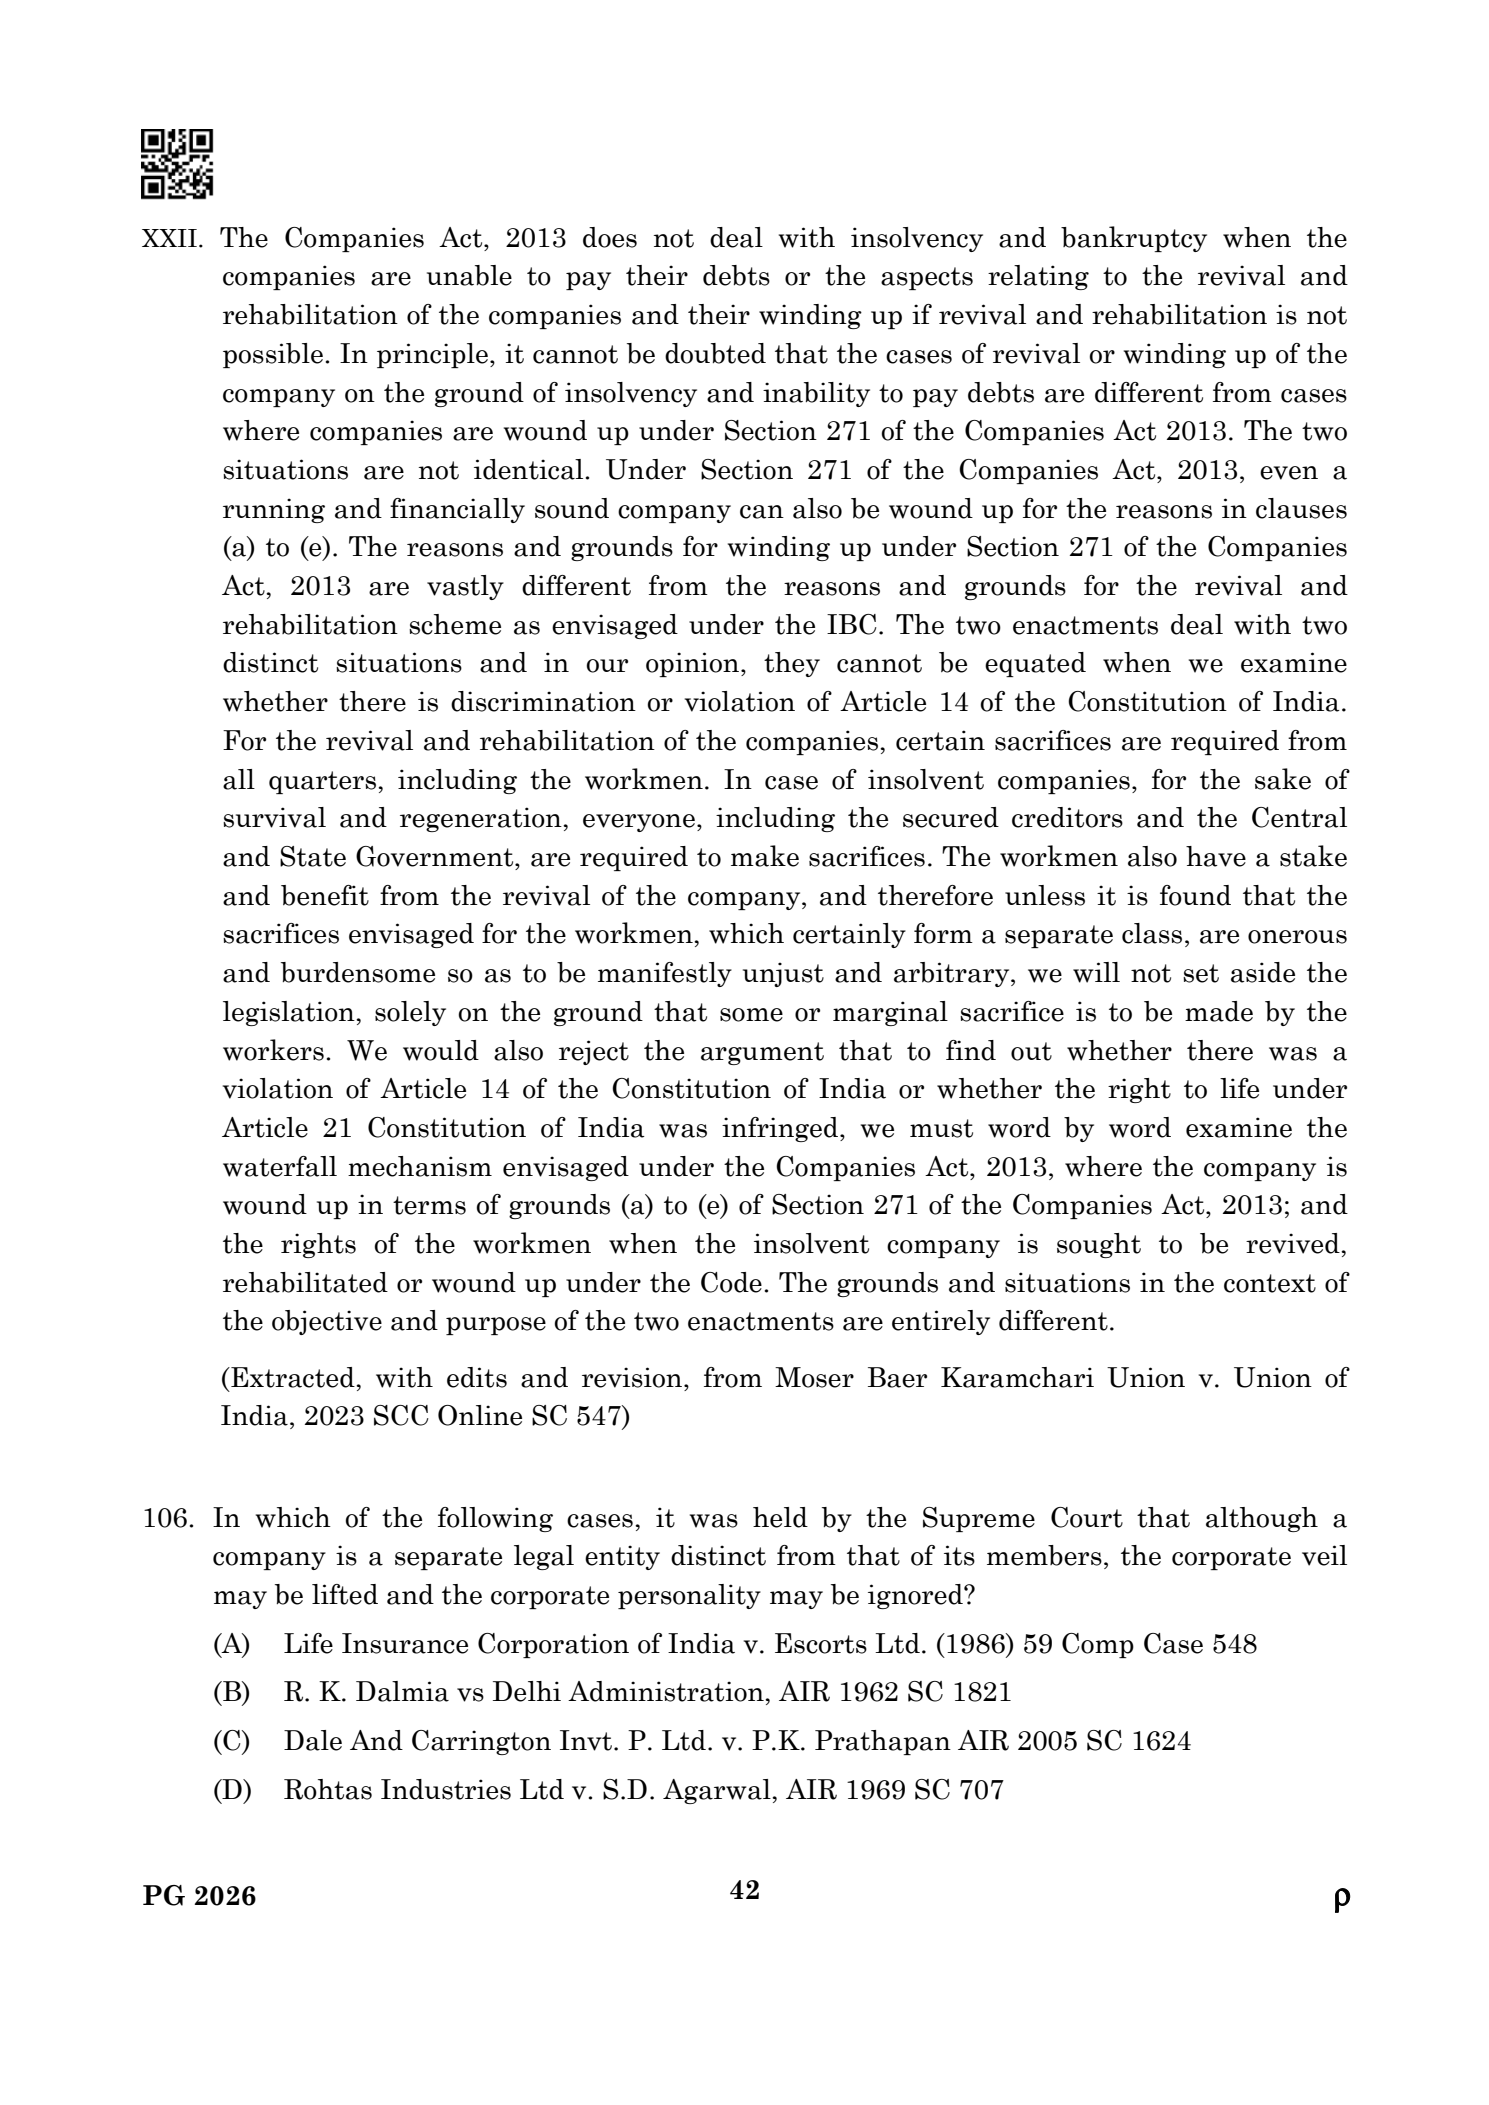 XXII. The Companies Act, 2013 does not deal with insolvency and bankruptcy when the
companies are unable to pay their debts or the aspects relating to the revival and
rehabilitation of the companies and their winding up if revival and rehabilitation is not
possible. In principle, it cannot be doubted that the cases of revival or winding up of the
company on the ground of insolvency and inability to pay debts are different from cases
where companies are wound up under Section 271 of the Companies Act 2013. The two
situations are not identical. Under Section 271 of the Companies Act, 2013, even a
running and financially sound company can also be wound up for the reasons in clauses
(a) to (e). The reasons and grounds for winding up under Section 271 of the Companies
Act, 2013 are vastly different from the reasons and grounds for the revival and
rehabilitation scheme as envisaged under the IBC. The two enactments deal with two
distinct situations and in our opinion, they cannot be equated when we examine
whether there is discrimination or violation of Article 14 of the Constitution of India.
For the revival and rehabilitation of the companies, certain sacrifices are required from
all quarters, including the workmen. In case of insolvent companies, for the sake of
survival and regeneration, everyone, including the secured creditors and the Central
and State Government, are required to make sacrifices. The workmen also have a stake
and benefit from the revival of the company, and therefore unless it is found that the
sacrifices envisaged for the workmen, which certainly form a separate class, are onerous
and burdensome so as to be manifestly unjust and arbitrary, we will not set aside the
legislation, solely on the ground that some or marginal sacrifice is to be made by the
workers. We would also reject the argument that to find out whether there was a
violation of Article 14 of the Constitution of India or whether the right to life under
Article 21 Constitution of India was infringed, we must word by word examine the
waterfall mechanism envisaged under the Companies Act, 2013, where the company is
wound up in terms of grounds (a) to (e) of Section 271 of the Companies Act, 2013; and
the rights of the workmen when the insolvent company is sought to be revived,
rehabilitated or wound up under the Code. The grounds and situations in the context of
the objective and purpose of the two enactments are entirely different.
(Extracted, with edits and revision, from Moser Baer Karamchari Union v. Union of
India, 2023 SCC Online SC 547)
106. In which of the following cases, it was held by the Supreme Court that although a
company is a separate legal entity distinct from that of its members, the corporate veil
may be lifted and the corporate personality may be ignored?
(A) Life Insurance Corporation of India v. Escorts Ltd. (1986) 59 Comp Case 548
(B) R. K. Dalmia vs Delhi Administration, AIR 1962 SC 1821
(C) Dale And Carrington Invt. P. Ltd. v. P.K. Prathapan AIR 2005 SC 1624
(D) Rohtas Industries Ltd v. S.D. Agarwal, AIR 1969 SC 707
PG 2026 42 ρ